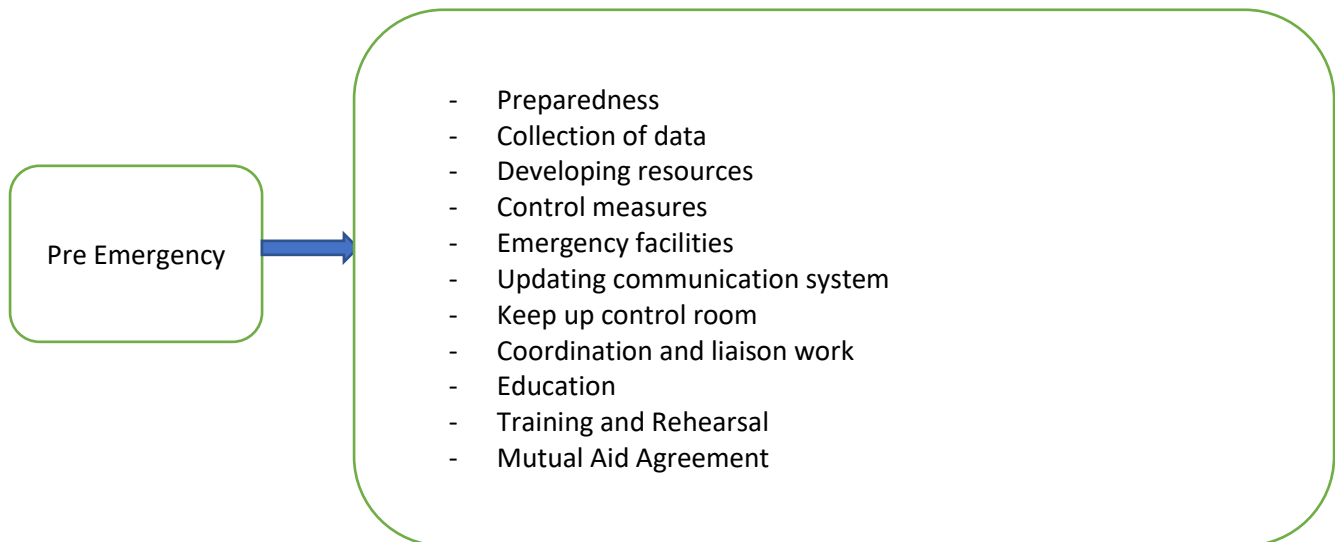 Pre Emergency
- Preparedness
- Collection of data
- Developing resources
- Control measures
- Emergency facilities
- Updating communication system
- Keep up control room
- Coordination and liaison work
- Education
- Training and Rehearsal
- Mutual Aid Agreement